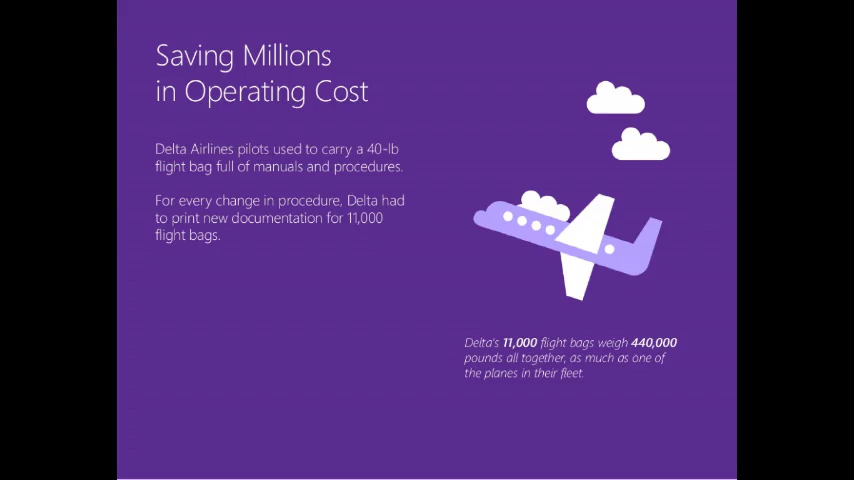 Saving Millions
in Operating Cost
Delta Airlines pilots used to carry a 40-lb
flight bag full of manuals and procedures.
For every change in procedure, Delta had
to print new documentation for 11,000
flight bags.
Delta's 11,000 flight bags weigh 440,000
pounds all together, as much as one of
the planes in their fleet.